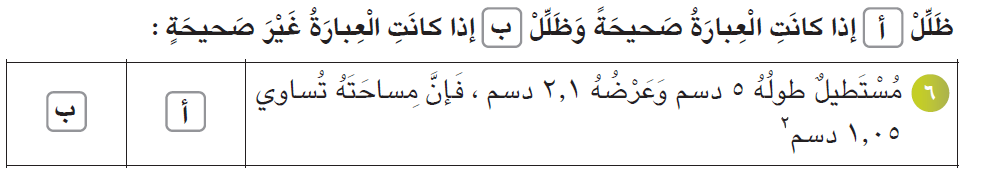 ظَلِّلْ أ إذا كانَتِ الْعِبارَةُ صَحيحَةً وَظَلِّلْ ب إذا كانَتِ الْعِبارَةُ غَيْرَ صَحيحَةٍ :
٦ مُسْتَطيلٌ طولُهُ ٥ دسم وَعَرْضُهُ ٢,١ دسم ، فَإنَّ مِساحَتَهُ تُساوي أ ب
١,٠٥ دسم٢